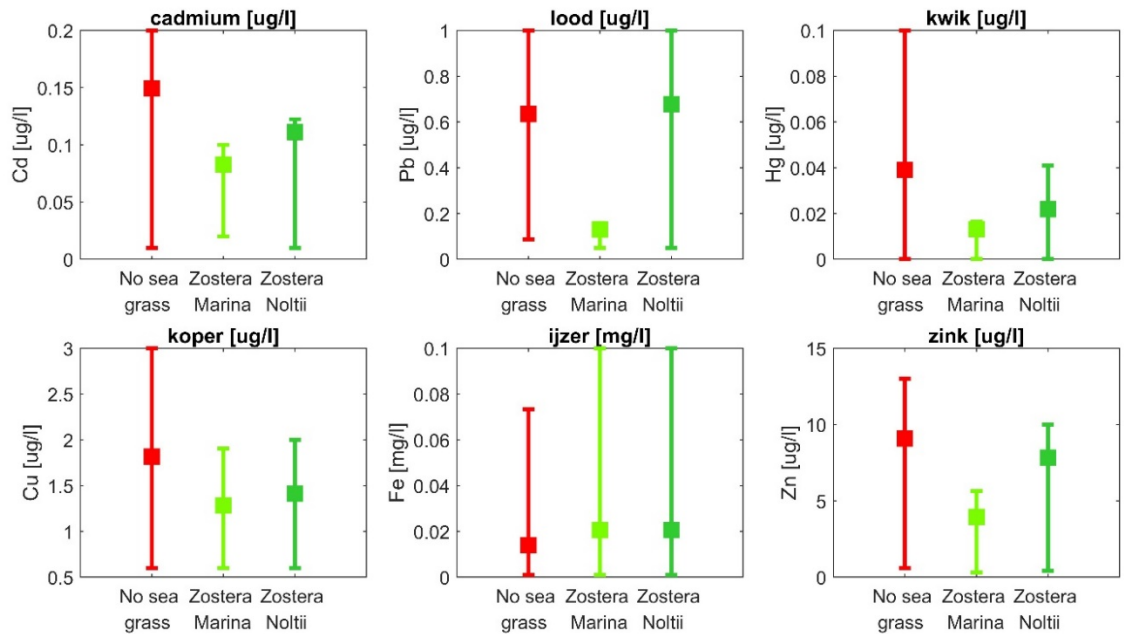 cadmium [ug/l]
Cd [ug/l]
0.2
0.15
0.1
0.05
0
No sea grass
Zostera Marina
Zostera Noltii
lood [ug/l]
Pb [ug/l]
1
0.8
0.6
0.4
0.2
0
No sea grass
Zostera Marina
Zostera Noltii
kwik [ug/l]
Hg [ug/l]
0.1
0.08
0.06
0.04
0.02
0
No sea grass
Zostera Marina
Zostera Noltii
koper [ug/l]
Cu [ug/l]
3
2.5
2
1.5
1
0.5
No sea grass
Zostera Marina
Zostera Noltii
ijzer [mg/l]
Fe [mg/l]
0.1
0.08
0.06
0.04
0.02
0
No sea grass
Zostera Marina
Zostera Noltii
zink [ug/l]
Zn [ug/l]
15
10
5
0
No sea grass
Zostera Marina
Zostera Noltii